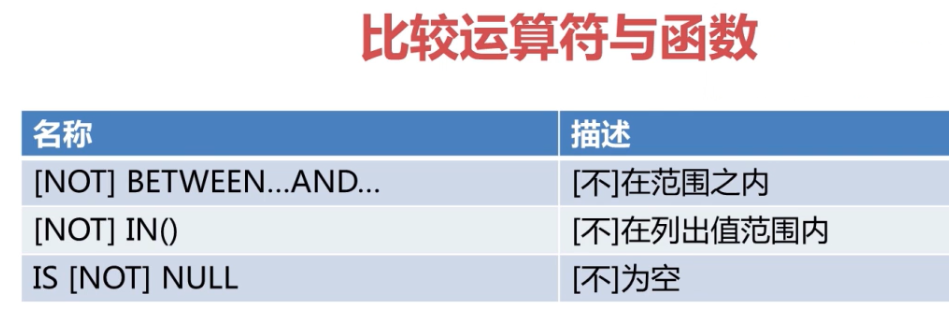 比较运算符与函数
名称 描述
[NOT] BETWEEN...AND... [不]在范围之内
[NOT] IN() [不]在列出值范围内
IS [NOT] NULL [不]为空